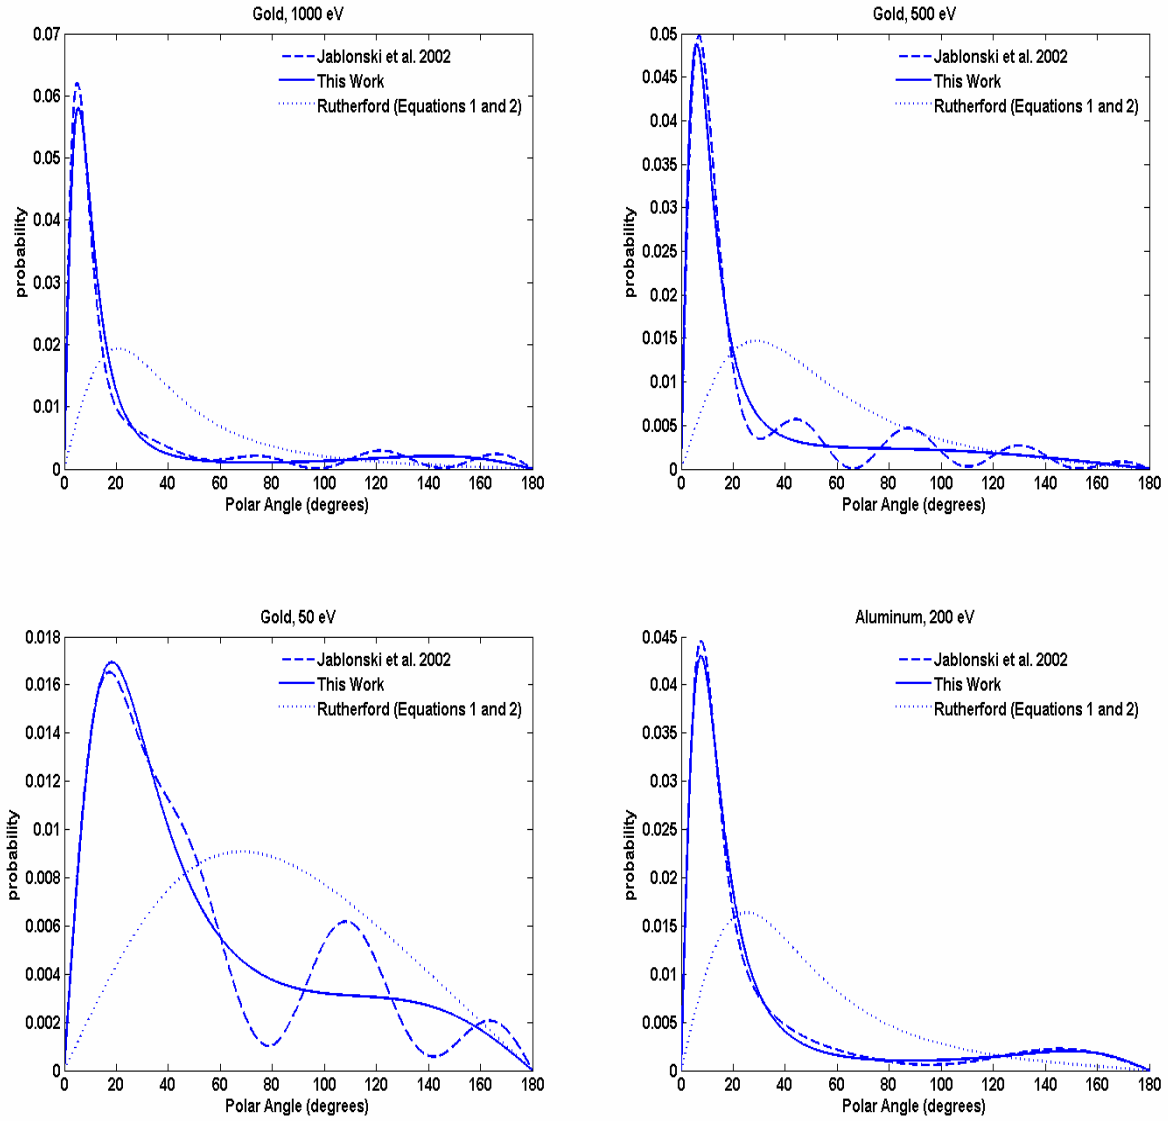 Gold, 1000 eV
0.07
0.06
0.05
0.04
0.03
0.02
0.01
0
probability
Jablonski et al. 2002
This Work
Rutherford (Equations 1 and 2)
0 20 40 60 80 100 120 140 160 180
Polar Angle (degrees)
Gold, 500 eV
0.05
0.045
0.04
0.035
0.03
0.025
0.02
0.015
0.01
0.005
0
probability
Jablonski et al. 2002
This Work
Rutherford (Equations 1 and 2)
0 20 40 60 80 100 120 140 160 180
Polar Angle (degrees)
Gold, 50 eV
0.018
0.016
0.014
0.012
0.01
0.008
0.006
0.004
0.002
0
probability
Jablonski et al. 2002
This Work
Rutherford (Equations 1 and 2)
0 20 40 60 80 100 120 140 160 180
Polar Angle (degrees)
Aluminum, 200 eV
0.045
0.04
0.035
0.03
0.025
0.02
0.015
0.01
0.005
0
probability
Jablonski et al. 2002
This Work
Rutherford (Equations 1 and 2)
0 20 40 60 80 100 120 140 160 180
Polar Angle (degrees)